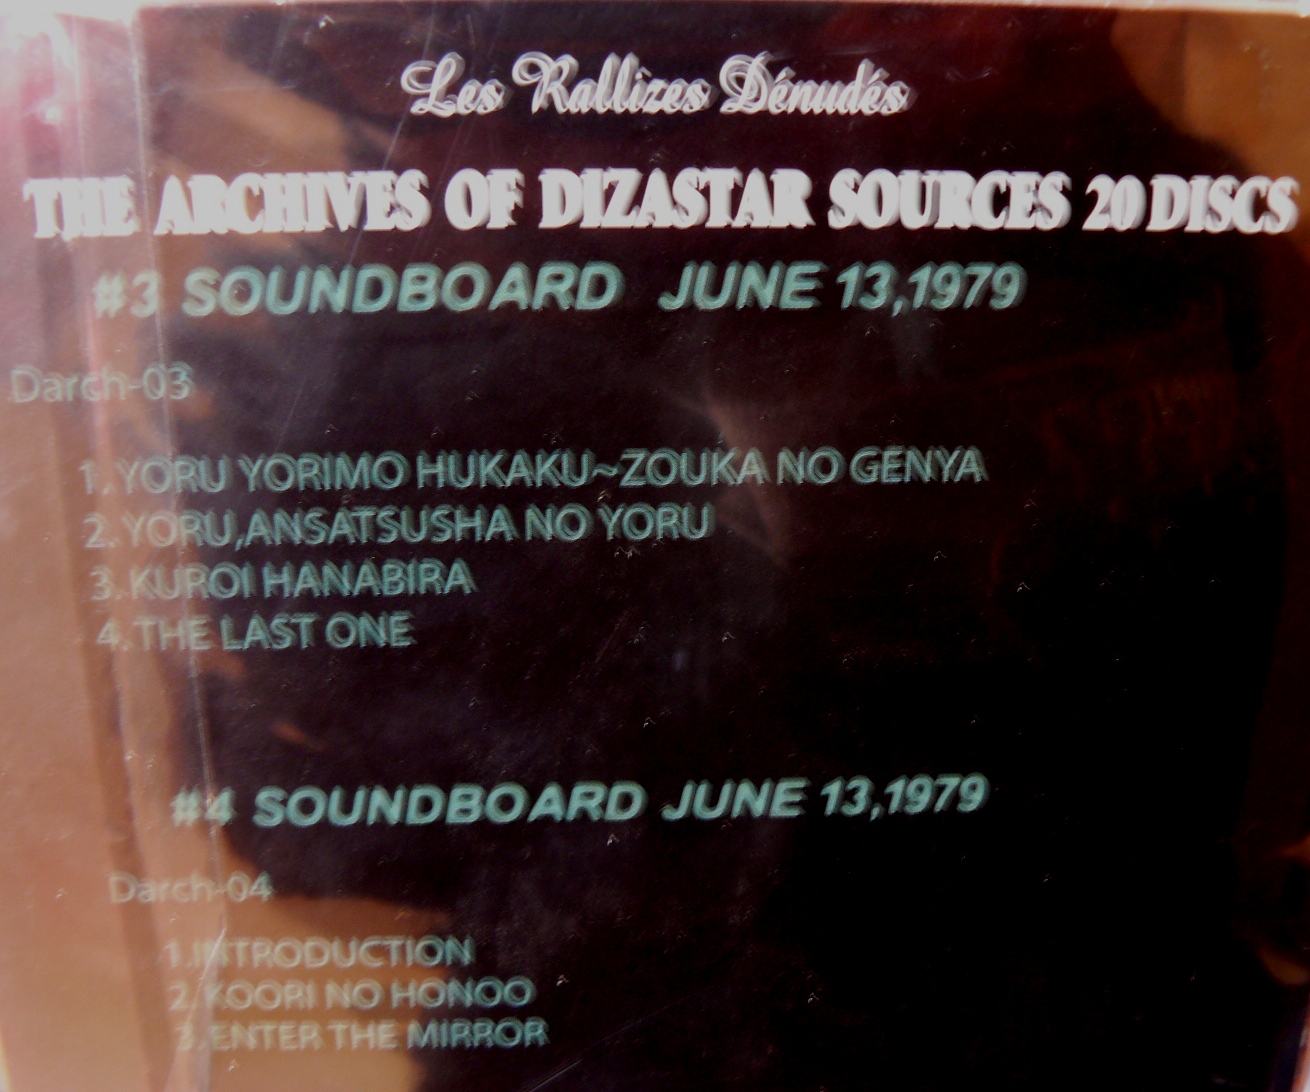 Les Rallizes Dénudés
THE ARCHIVES OF DIZASTAR SOURCES 20 DISCS
#3 SOUNDBOARD JUNE 13,1979
Darch-03
1. YORU YORIMO HUKAKU~ZOUKA NO GENYA
2. YORU,ANSATSUSHA NO YORU
3. KUROI HANABIRA
4. THE LAST ONE
#4 SOUNDBOARD JUNE 13,1979
Darch-04
1.INTRODUCTION
2. KOORI NO HONOO
3. ENTER THE MIRROR